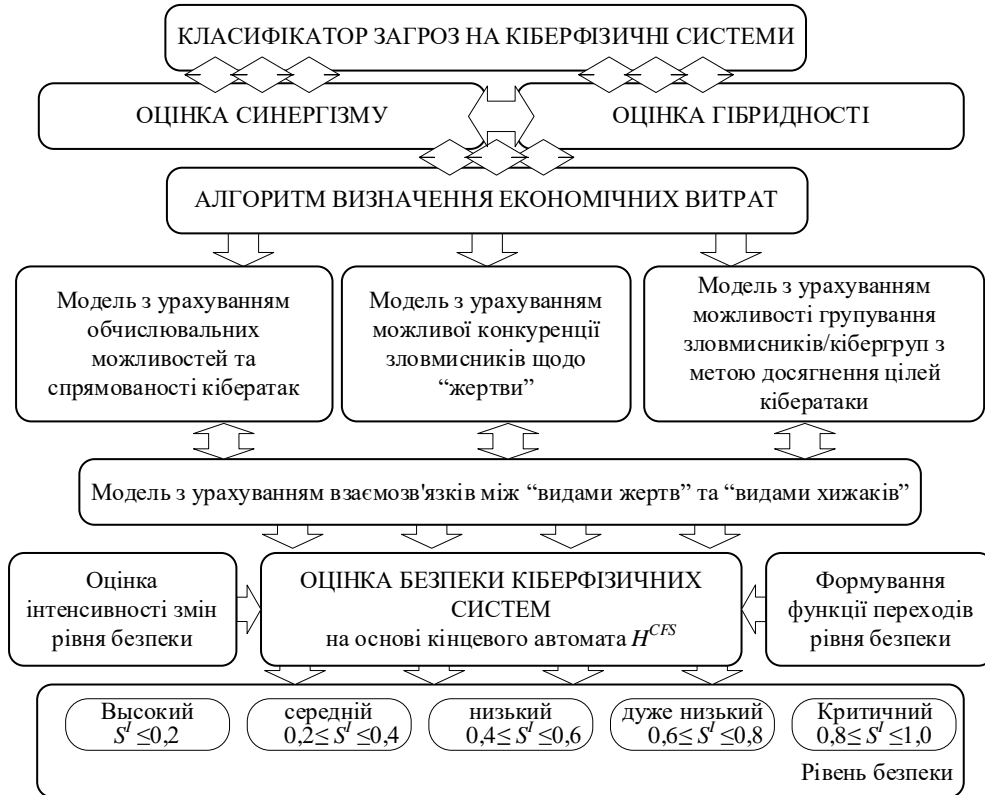 КЛАСИФІКАТОР ЗАГРОЗ НА КІБЕРФІЗИЧНІ СИСТЕМИ
ОЦІНКА СИНЕРГІЗМУ
ОЦІНКА ГІБРИДНОСТІ
АЛГОРИТМ ВИЗНАЧЕННЯ ЕКОНОМІЧНИХ ВИТРАТ
Модель з урахуванням
обчислювальних
можливостей та
спрямованості кібератак
Модель з урахуванням
можливої конкуренції
зловмисників щодо
“жертви”
Модель з урахуванням
можливості групування
зловмисників/кібергруп з
метою досягнення цілей
кібератаки
Модель з урахуванням взаємозв'язків між “видами жертв” та “видами хижаків”
Оцінка
інтенсивності змін
рівня безпеки
ОЦІНКА БЕЗПЕКИ КІБЕРФІЗИЧНИХ
СИСТЕМ
на основі кінцевого автомата H^CFS
Формування
функції переходів
рівня безпеки
Высокий
S^I ≤0,2
середній
0,2≤ S^I ≤0,4
низький
0,4≤ S^I ≤0,6
дуже низький
0,6≤ S^I ≤0,8
Критичний
0,8≤ S^I ≤1,0
Рівень безпеки